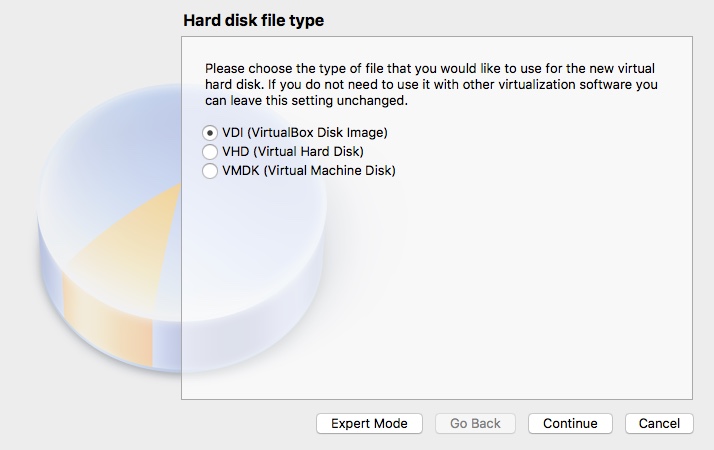 Hard disk file type
Please choose the type of file that you would like to use for the new virtual
hard disk. If you do not need to use it with other virtualization software you
can leave this setting unchanged.
VDI (VirtualBox Disk Image)
VHD (Virtual Hard Disk)
VMDK (Virtual Machine Disk)
Expert Mode Go Back Continue Cancel